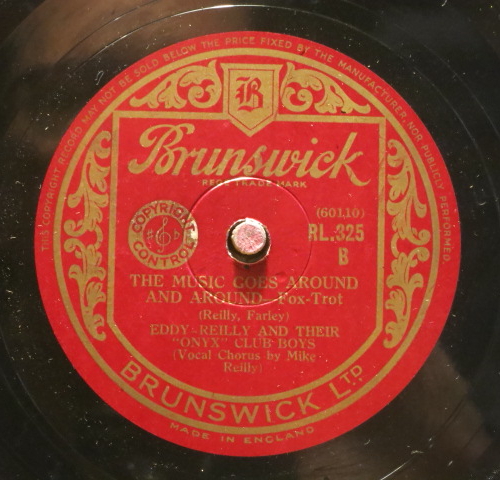 THIS COPYRIGHT RECORD MAY NOT BE SOLD BELOW THE PRICE FIXED BY THE MANUFACTURER, NOR PUBLICLY PERFORMED.
B
Brunswick
REGD TRADE MARK
COPYRIGHT
CONTROL
(60110)
RL.325
B
THE MUSIC GOES AROUND
AND AROUND—Fox-Trot
(Reilly, Farley)
EDDY-REILLY AND THEIR
"ONYX" CLUB BOYS
(Vocal Chorus by Mike
Reilly)
BRUNSWICK LTD
MADE IN ENGLAND